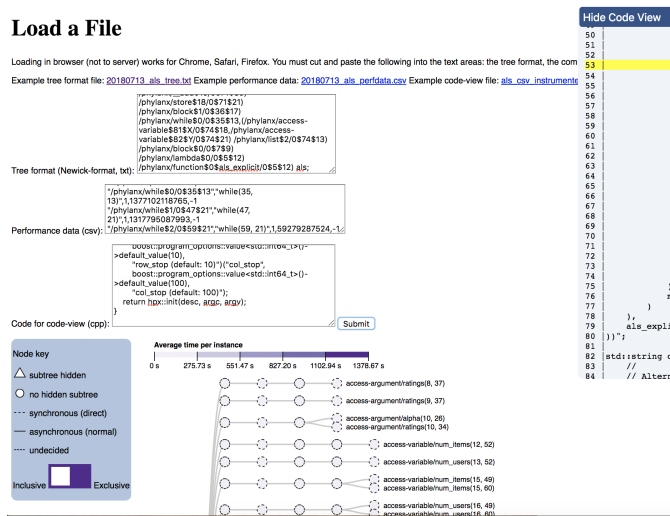 Load a File
Loading in browser (not to server) works for Chrome, Safari, Firefox. You must cut and paste the following into the text areas: the tree format, the com
Example tree format file: 20180713_als_tree.txt Example performance data: 20180713_als_perfdata.csv Example code-view file: als_csv_instrumente
/phylanx/store$18/0$71$21)
/phylanx/block$1/0$36$17)
/phylanx/while$0/0$35$13,(/phylanx/access-
variable$81$X/0$74$18,/phylanx/access-
variable$82$Y/0$74$21) /phylanx/list$2/0$74$13)
/phylanx/block$0/0$7$9)
/phylanx/lambda$0/0$5$12)
/phylanx/function$0$als_explicit/0$5$12) als;
Tree format (Newick-format, txt):
"/phylanx/while$0/0$35$13","while(35,
13)",1,1377102118765,-1
"/phylanx/while$1/0$47$21","while(47,
21)",1,1317795087993,-1
"/phylanx/while$2/0$59$21","while(59, 21)",1,59279287524,-1
Performance data (csv):
boost::program_options::value<std::int64_t>()-
>default_value(10),
"row_stop (default: 10)")("col_stop",
boost::program_options::value<std::int64_t>()-
>default_value(100),
"col_stop (default: 100)");
return hpx::init(desc, argc, argv);
}
Code for code-view (cpp):
Submit
Node key
subtree hidden
no hidden subtree
synchronous (direct)
asynchronous (normal)
undecided
Inclusive Exclusive
Average time per instance
0 s 275.73 s 551.47 s 827.20 s 1102.94 s 1378.67 s
access-argument/ratings(8, 37)
access-argument/ratings(9, 37)
access-argument/alpha(10, 26)
access-argument/ratings(10, 34)
access-variable/num_items(12, 52)
access-variable/num_users(13, 52)
access-variable/num_items(15, 49)
access-variable/num_items(15, 60)
access-variable/num_users(16, 49)
access-variable/num_users(16, 60)
Hide Code View
50 |
51 |
52 |
53 |
54 |
55 |
56 |
57 |
58 |
59 |
60 |
61 |
62 |
63 |
64 |
65 |
66 |
67 |
68 |
69 |
70 |
71 |
72 |
73 |
74 |
75 |
76 |
77 | )
78 | ),
79 | als_expli
80 | ))";
81 |
82 | std::string c
83 | //
84 | // Altern